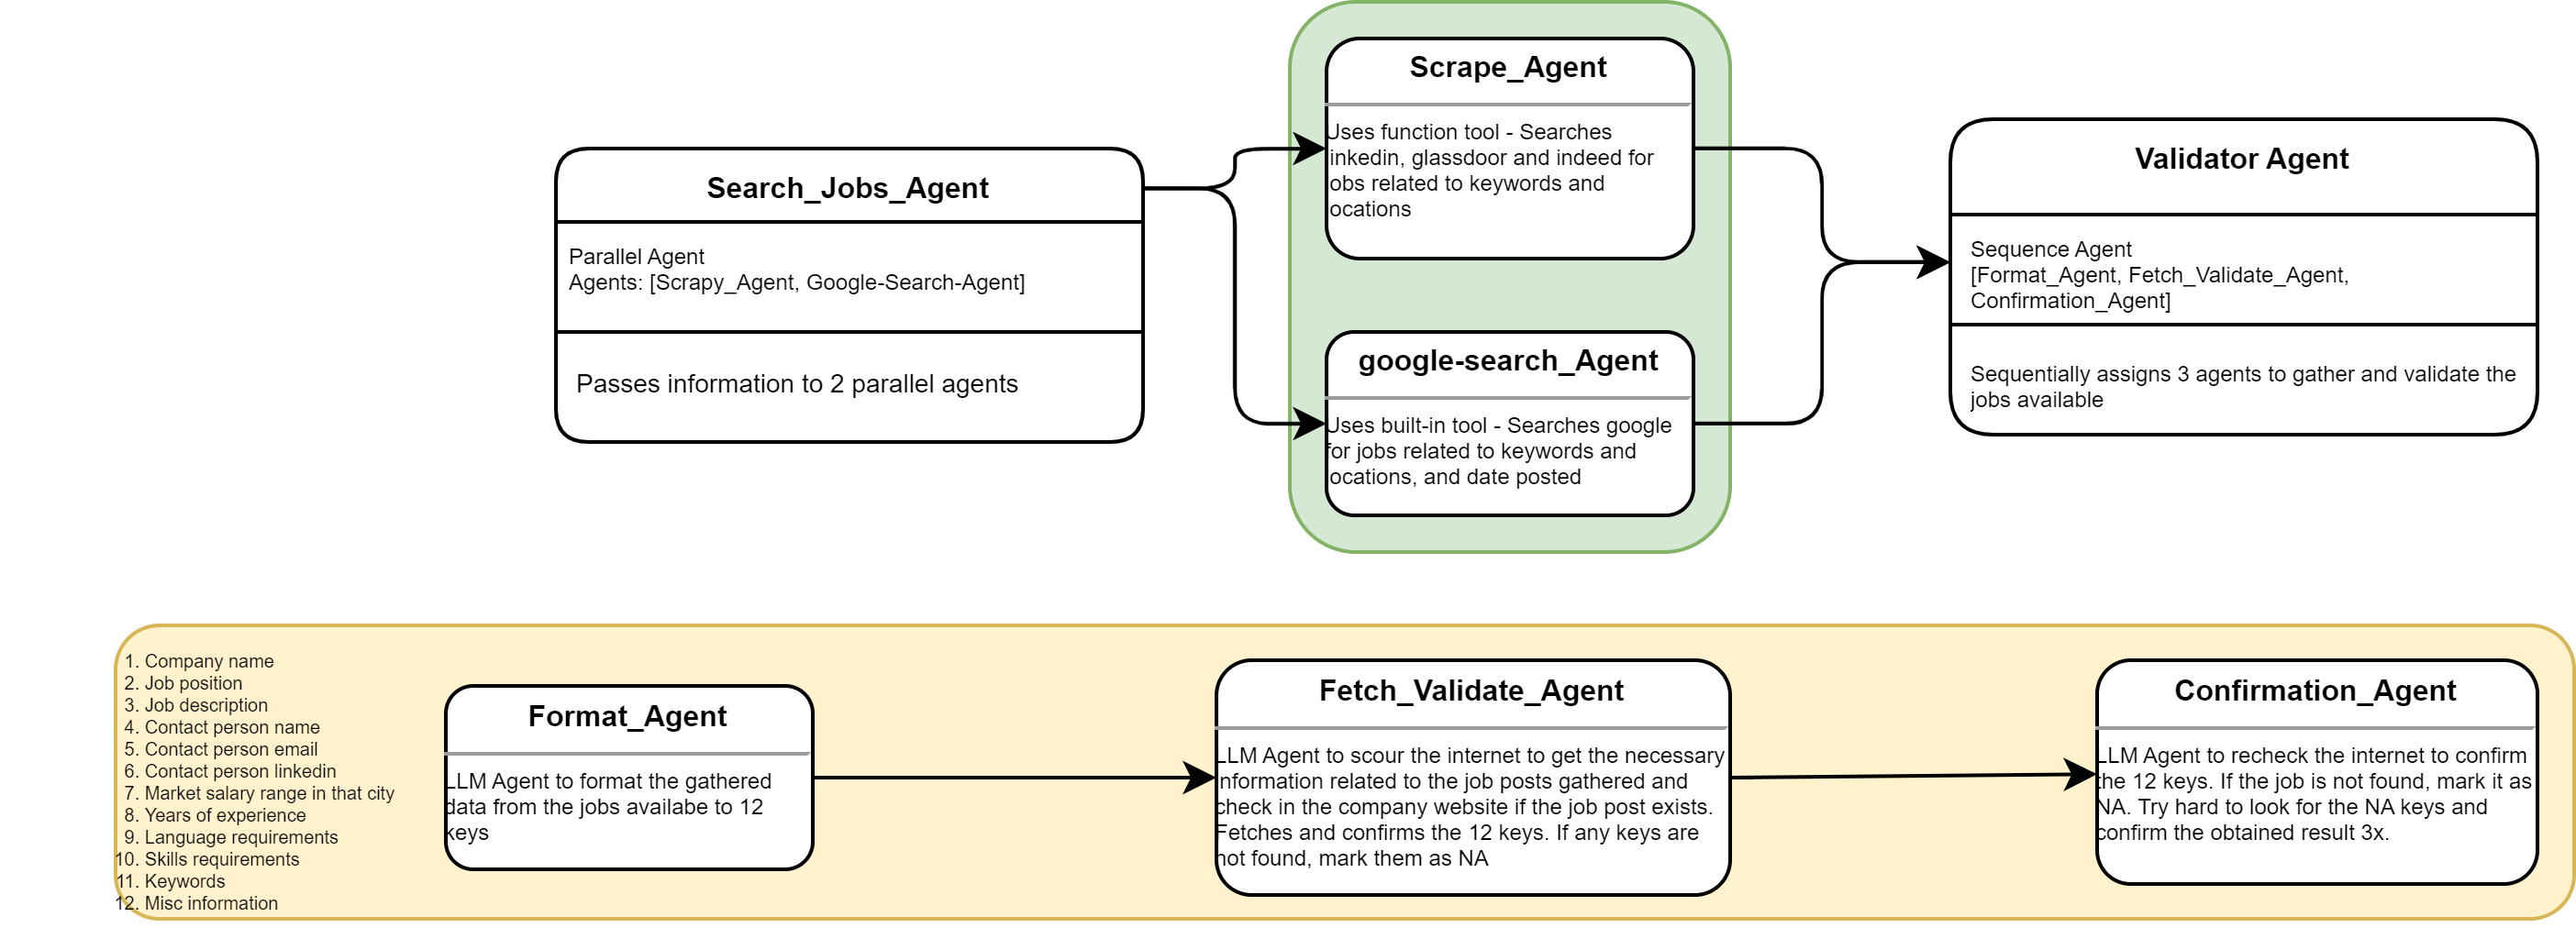 Search_Jobs_Agent
Parallel Agent
Agents: [Scrapy_Agent, Google-Search-Agent]
Passes information to 2 parallel agents
Scrape_Agent
Uses function tool - Searches
inkedin, glassdoor and indeed for
obs related to keywords and
ocations
google-search_Agent
Uses built-in tool - Searches google
for jobs related to keywords and
ocations, and date posted
Validator Agent
Sequence Agent
[Format_Agent, Fetch_Validate_Agent,
Confirmation_Agent]
Sequentially assigns 3 agents to gather and validate the
jobs available
1. Company name
2. Job position
3. Job description
4. Contact person name
5. Contact person email
6. Contact person linkedin
7. Market salary range in that city
8. Years of experience
9. Language requirements
10. Skills requirements
11. Keywords
12. Misc information
Format_Agent
LLM Agent to format the gathered
data from the jobs availabe to 12
keys
Fetch_Validate_Agent
LLM Agent to scour the internet to get the necessary
information related to the job posts gathered and
check in the company website if the job post exists.
Fetches and confirms the 12 keys. If any keys are
not found, mark them as NA
Confirmation_Agent
LLM Agent to recheck the internet to confirm
the 12 keys. If the job is not found, mark it as
NA. Try hard to look for the NA keys and
confirm the obtained result 3x.